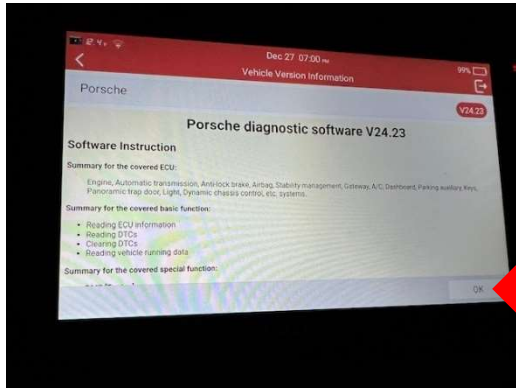 Dec 27 07:00 PM
99%
Vehicle Version Information
Porsche
V24.23
Porsche diagnostic software V24.23
Software Instruction
Summary for the covered ECU:
Engine, Automatic transmission, Anti-lock brake, Airbag, Stability management, Gateway, A/C, Dashboard, Parking auxiliary, Keys,
Panoramic trap door, Light, Dynamic chassis control, etc, systems.
Summary for the covered basic function:
• Reading ECU information
• Reading DTCs
• Clearing DTCs
• Reading vehicle running data
Summary for the covered special function:
OK